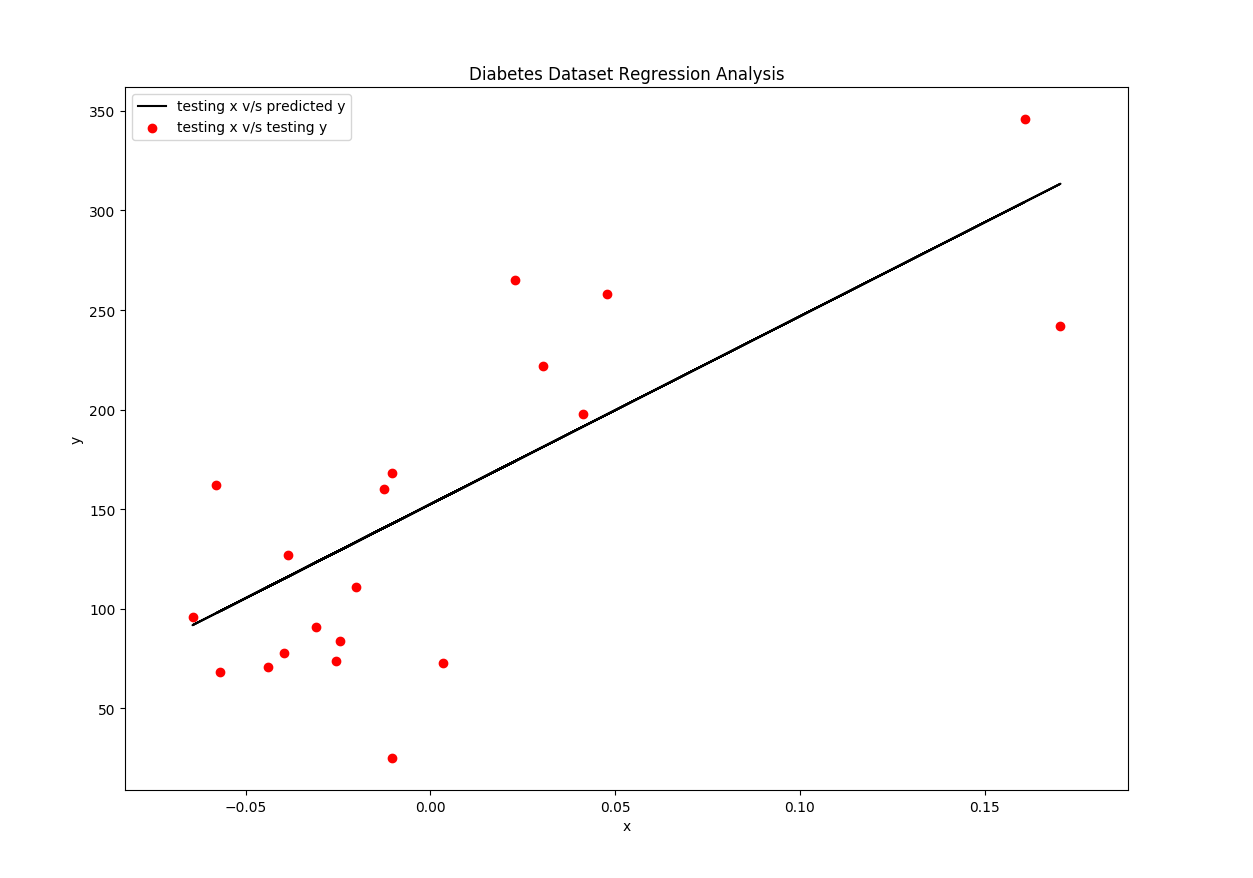 Diabetes Dataset Regression Analysis
testing x v/s predicted y
testing x v/s testing y
350
300
250
200
150
100
50
y
−0.05
0.00
0.05
0.10
0.15
x